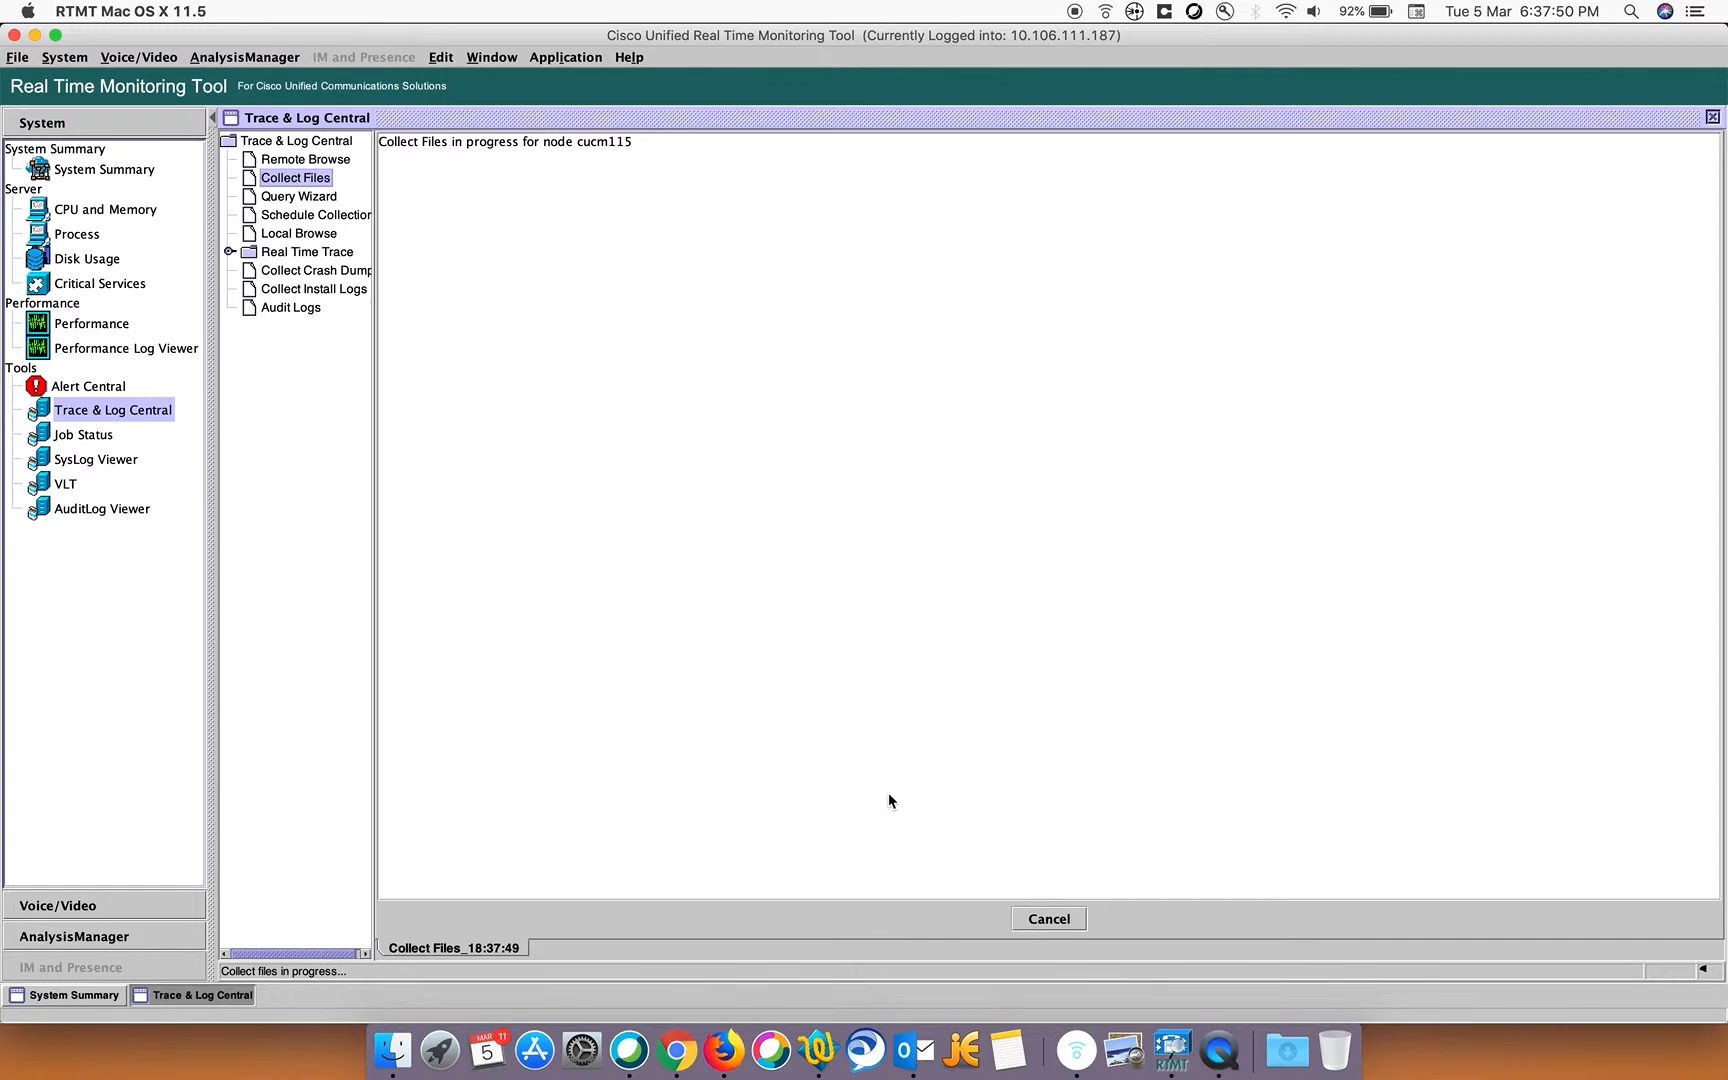 RTMT Mac OS X 11.5
92%
Tue 5 Mar 6:37:50 PM
Cisco Unified Real Time Monitoring Tool (Currently Logged into: 10.106.111.187)
File System Voice/Video AnalysisManager IM and Presence Edit Window Application Help
Real Time Monitoring Tool For Cisco Unified Communications Solutions
System
System Summary
System Summary
Server
CPU and Memory
Process
Disk Usage
Critical Services
Performance
Performance
Performance Log Viewer
Tools
Alert Central
Trace & Log Central
Job Status
SysLog Viewer
VLT
AuditLog Viewer
Voice/Video
AnalysisManager
IM and Presence
Trace & Log Central
Trace & Log Central
Remote Browse
Collect Files
Query Wizard
Schedule Collection
Local Browse
Real Time Trace
Collect Crash Dump
Collect Install Logs
Audit Logs
Collect Files in progress for node cucm115
Cancel
Collect Files_18:37:49
Collect files in progress...
System Summary Trace & Log Central
MAR
5
11
RTMT